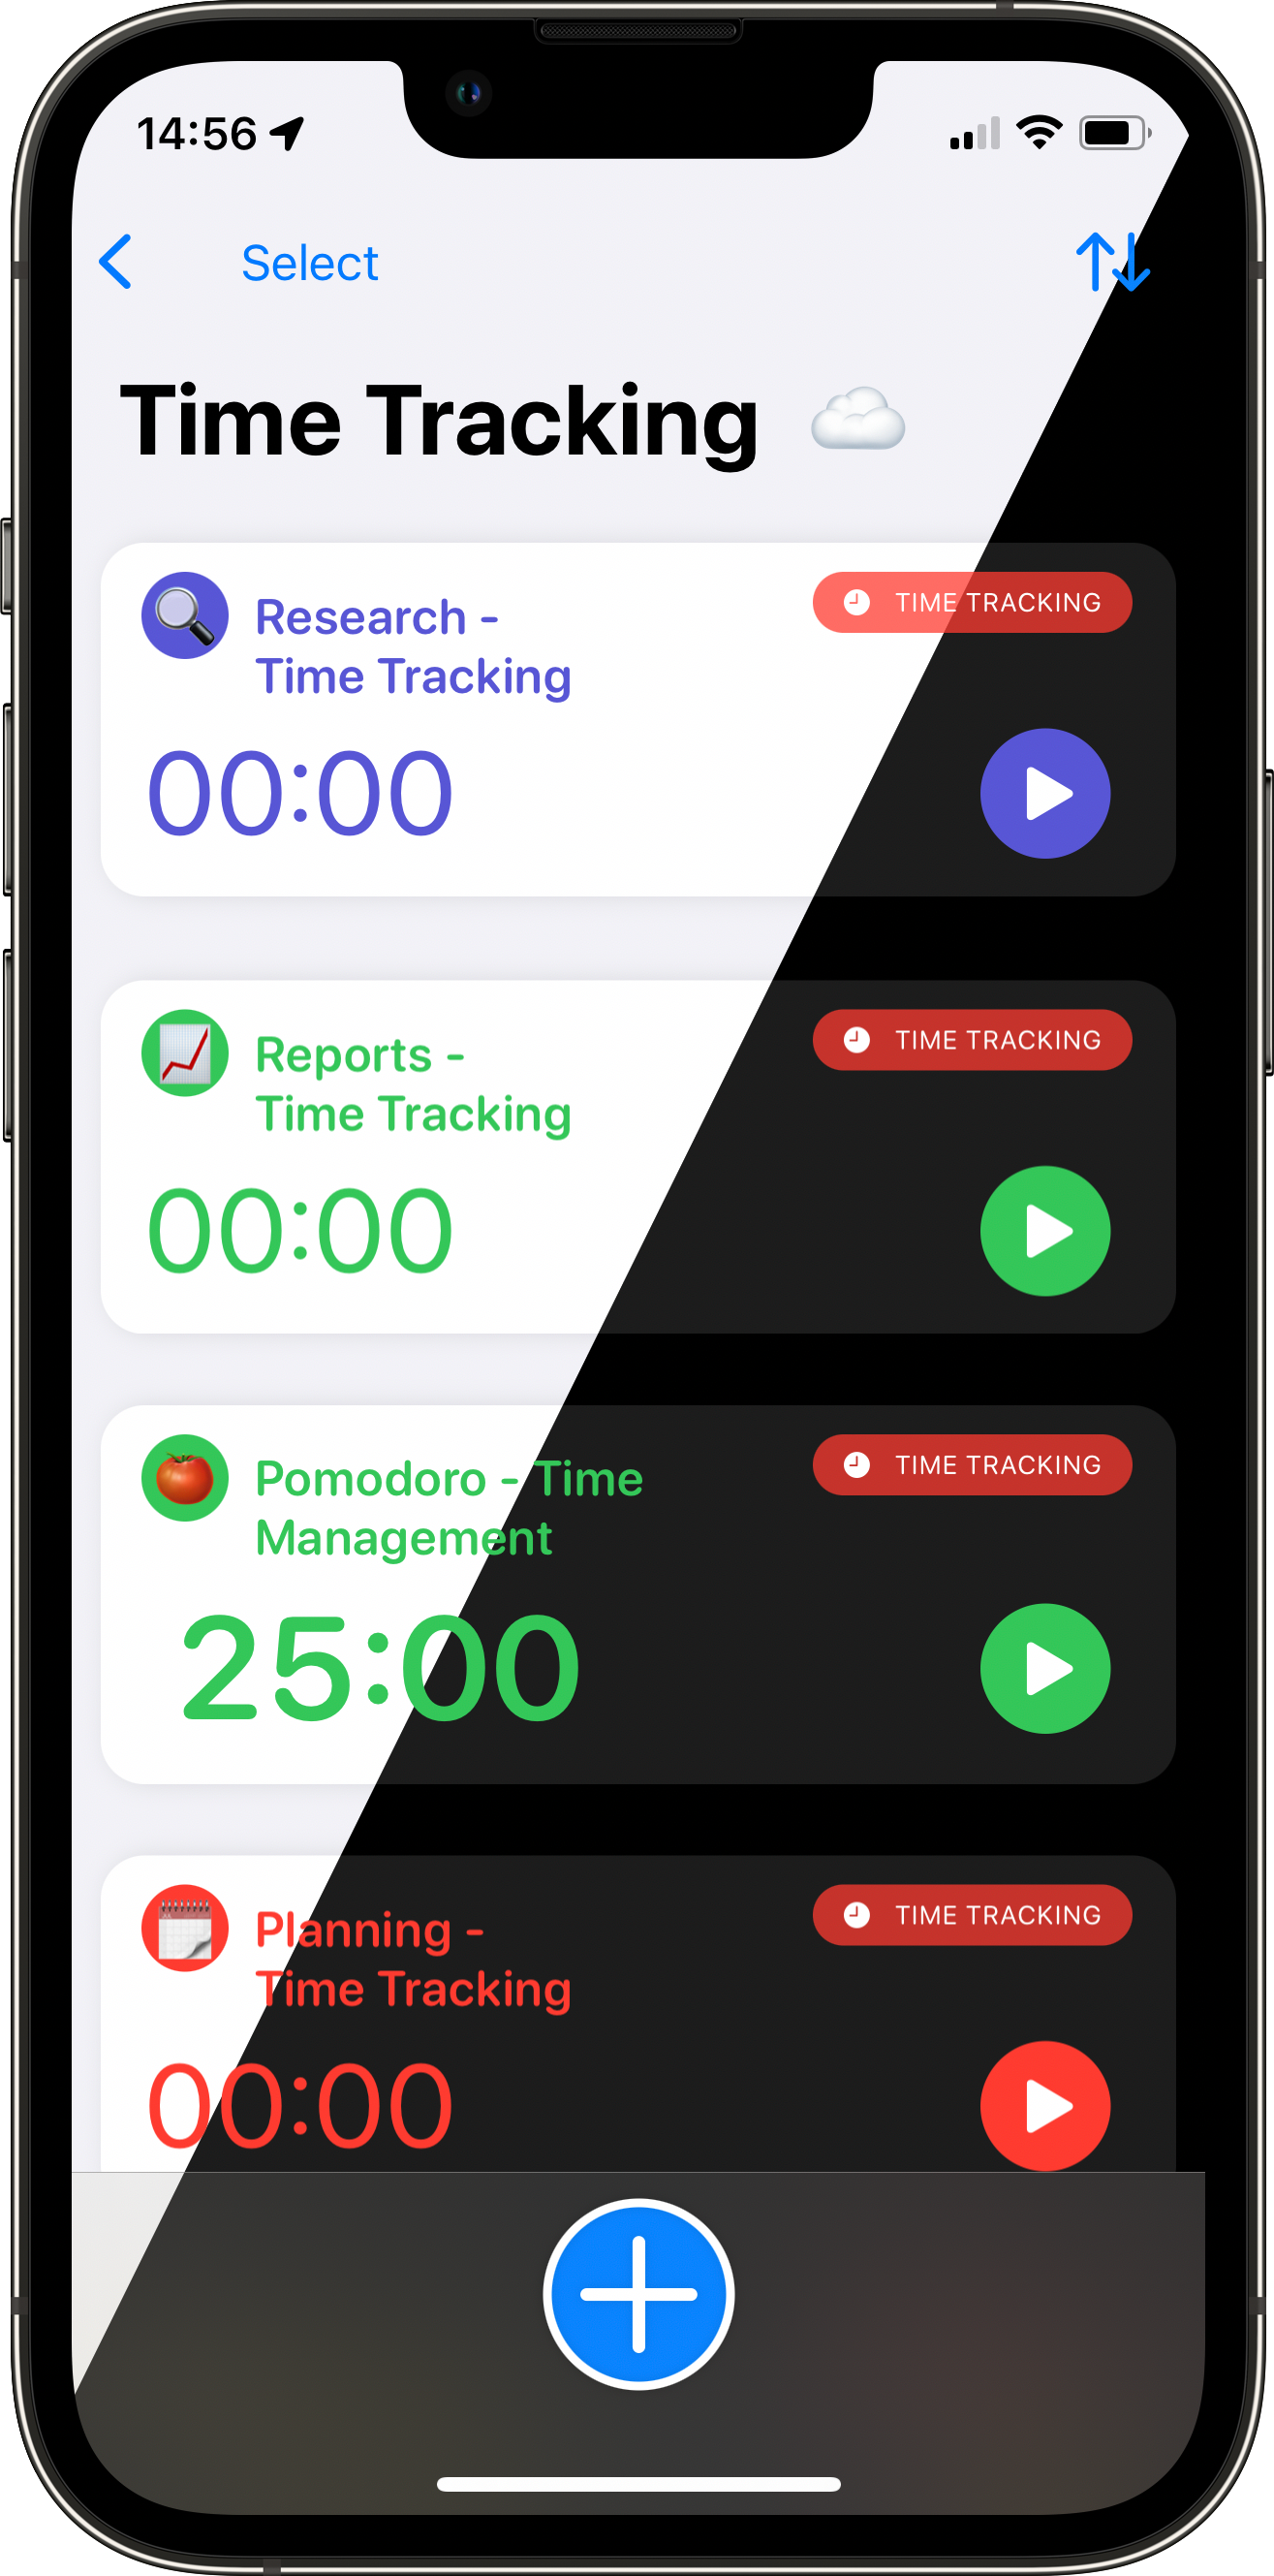 14:56
Select
Time Tracking
Research -
Time Tracking
TIME TRACKING
00:00
Reports -
Time Tracking
TIME TRACKING
00:00
Pomodoro - Time
Management
TIME TRACKING
25:00
Planning -
Time Tracking
TIME TRACKING
00:00